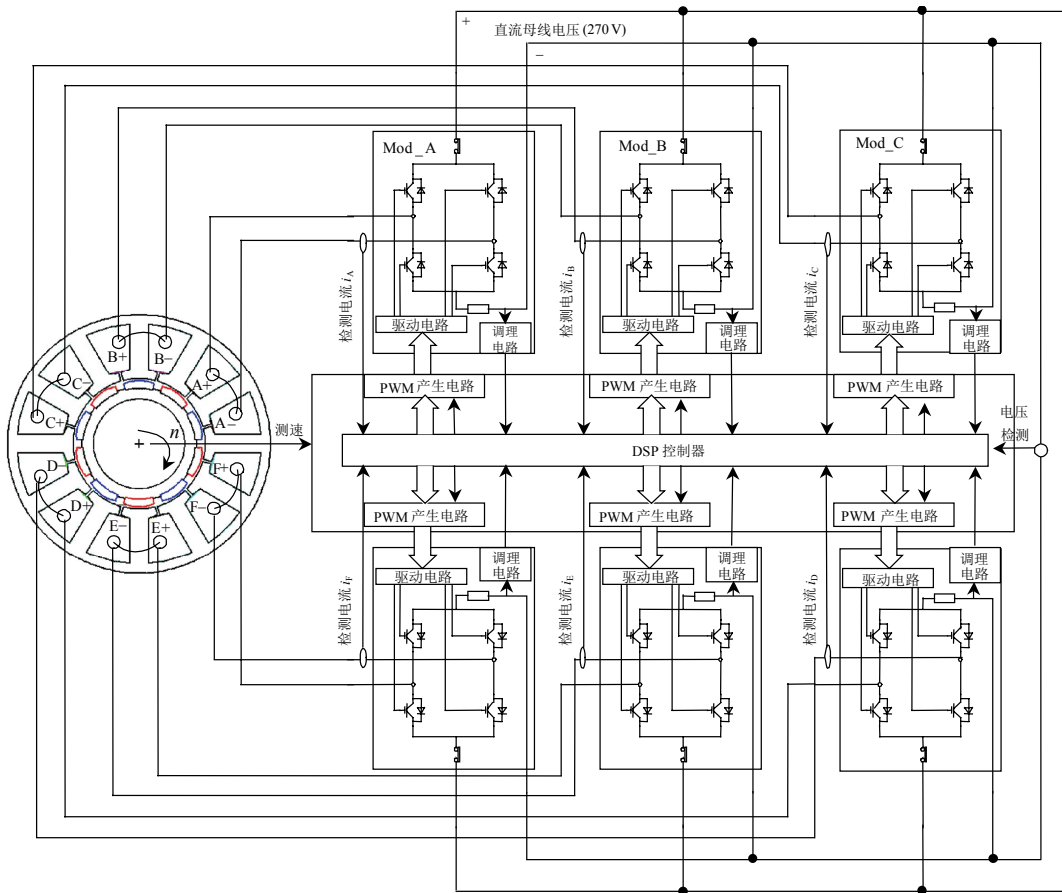 +
直流母线电压(270 V)
−
Mod_A
Mod_B
Mod_C
检测电流 iA
检测电流 iB
检测电流 iC
驱动电路
调理
电路
驱动电路
调理
电路
驱动电路
调理
电路
B+
B−
C−
A+
C+
A−
n
+
D−
F+
D+
F−
E−
E+
测速
PWM 产生电路
PWM 产生电路
PWM 产生电路
电压
检测
DSP 控制器
PWM 产生电路
PWM 产生电路
PWM 产生电路
检测电流 iF
检测电流 iE
检测电流 iD
驱动电路
调理
电路
驱动电路
调理
电路
驱动电路
调理
电路